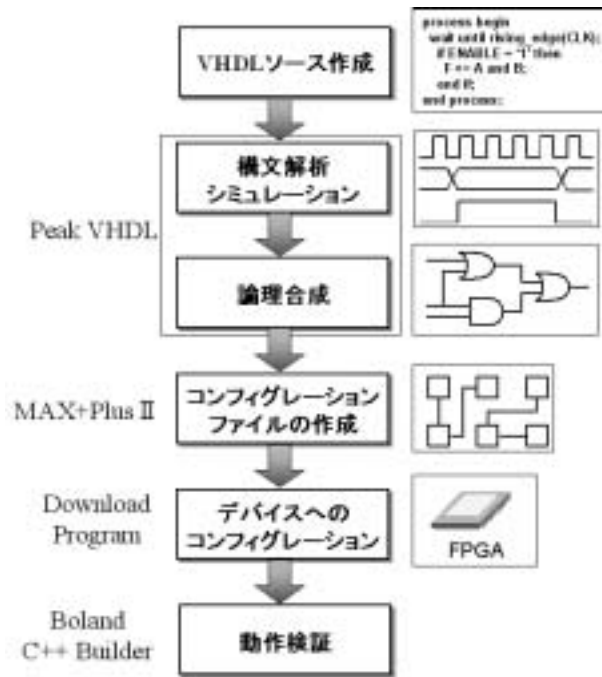 VHDLソース作成
process begin
wait until rising_edge(CLK);
if ENABLE = '1' then
F <= A and B;
end if;
end process;
Peak VHDL
構文解析
シミュレーション
論理合成
MAX+Plus II
コンフィグレーション
ファイルの作成
Download
Program
デバイスへの
コンフィグレーション
FPGA
Boland
C++ Builder
動作検証